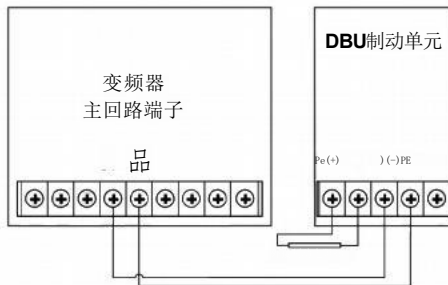 DBU制动单元
变频器
主回路端子
品
Pe(+) )(-)PE